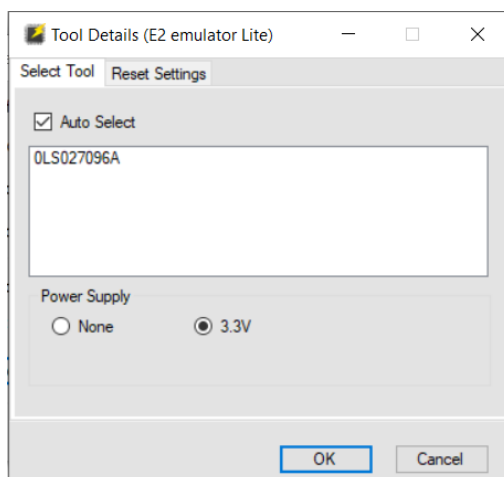 Tool Details (E2 emulator Lite)
Select Tool Reset Settings
Auto Select
0LS027096A
Power Supply
None 3.3V
OK Cancel